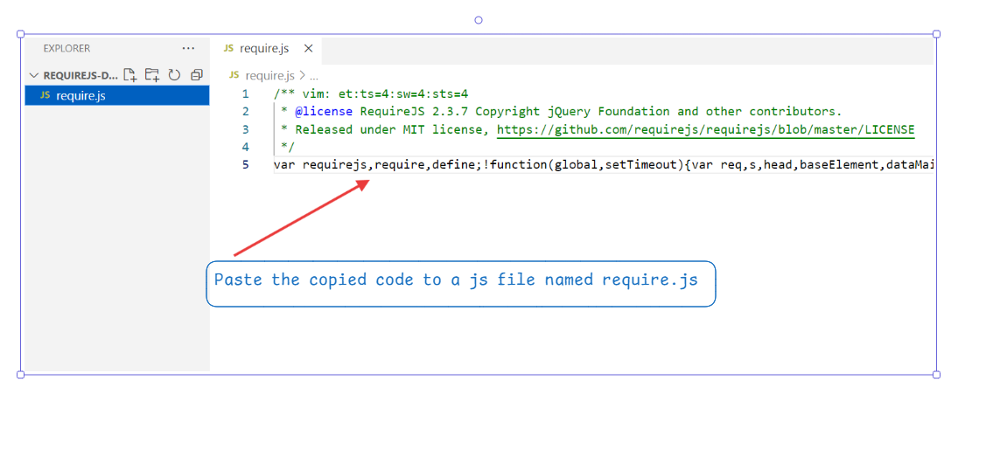 EXPLORER ...
REQUIREJS-D...
JS require.js
JS require.js
JS require.js > ...
1 /** vim: et:ts=4:sw=4:sts=4
2 * @license RequireJS 2.3.7 Copyright jQuery Foundation and other contributors.
3 * Released under MIT license, https://github.com/requirejs/requirejs/blob/master/LICENSE
4 */
5 var requirejs,require,define;!function(global,setTimeout){var req,s,head,baseElement,dataMai
Paste the copied code to a js file named require.js